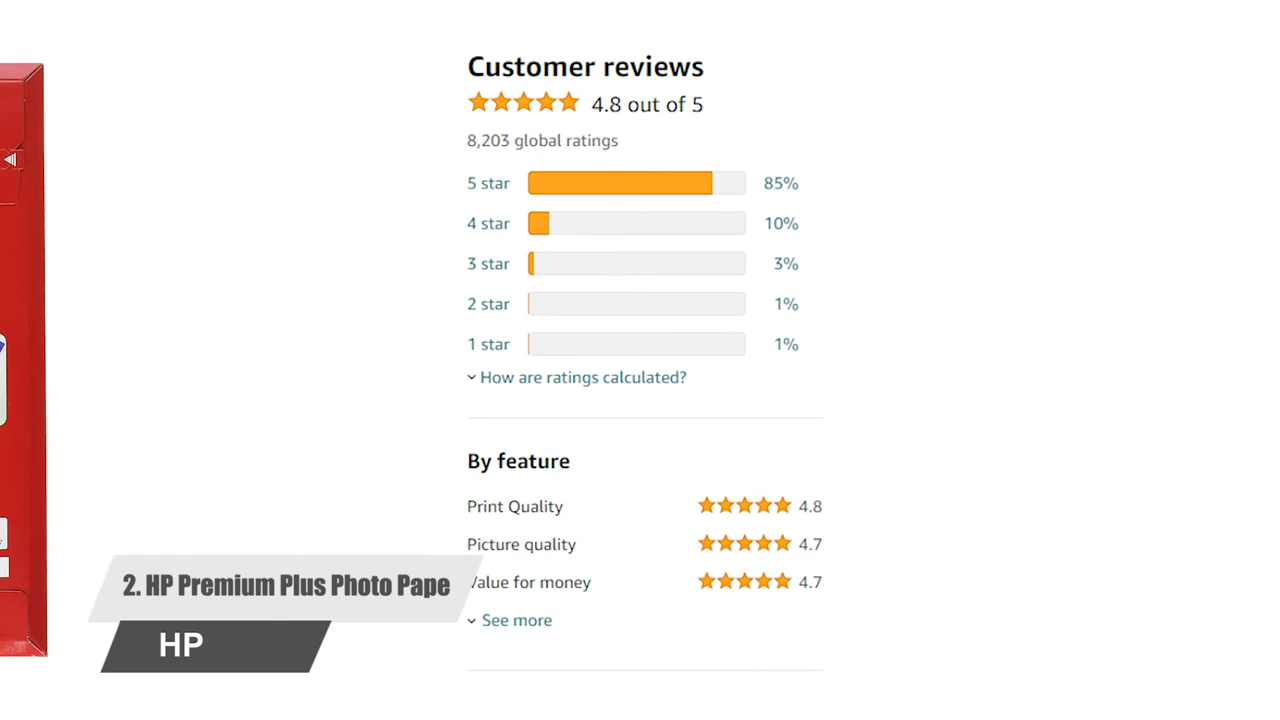 Customer reviews
4.8 out of 5
8,203 global ratings
5 star 85%
4 star 10%
3 star 3%
2 star 1%
1 star 1%
How are ratings calculated?
By feature
Print Quality 4.8
Picture quality 4.7
Value for money 4.7
See more
2. HP Premium Plus Photo Pape
HP